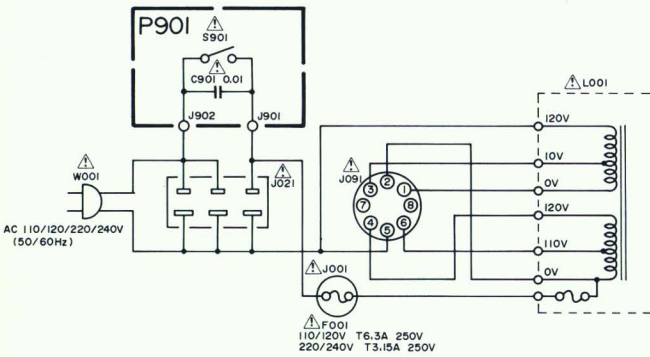 P901
S901
C901 0.01
J902
J901
L001
120V
W001
J021
J091
10V
3
2
1
0V
7
8
120V
AC 110/120/220/240V
(50/60Hz)
4
5
6
110V
J001
0V
F001
110/120V T6.3A 250V
220/240V T3.15A 250V